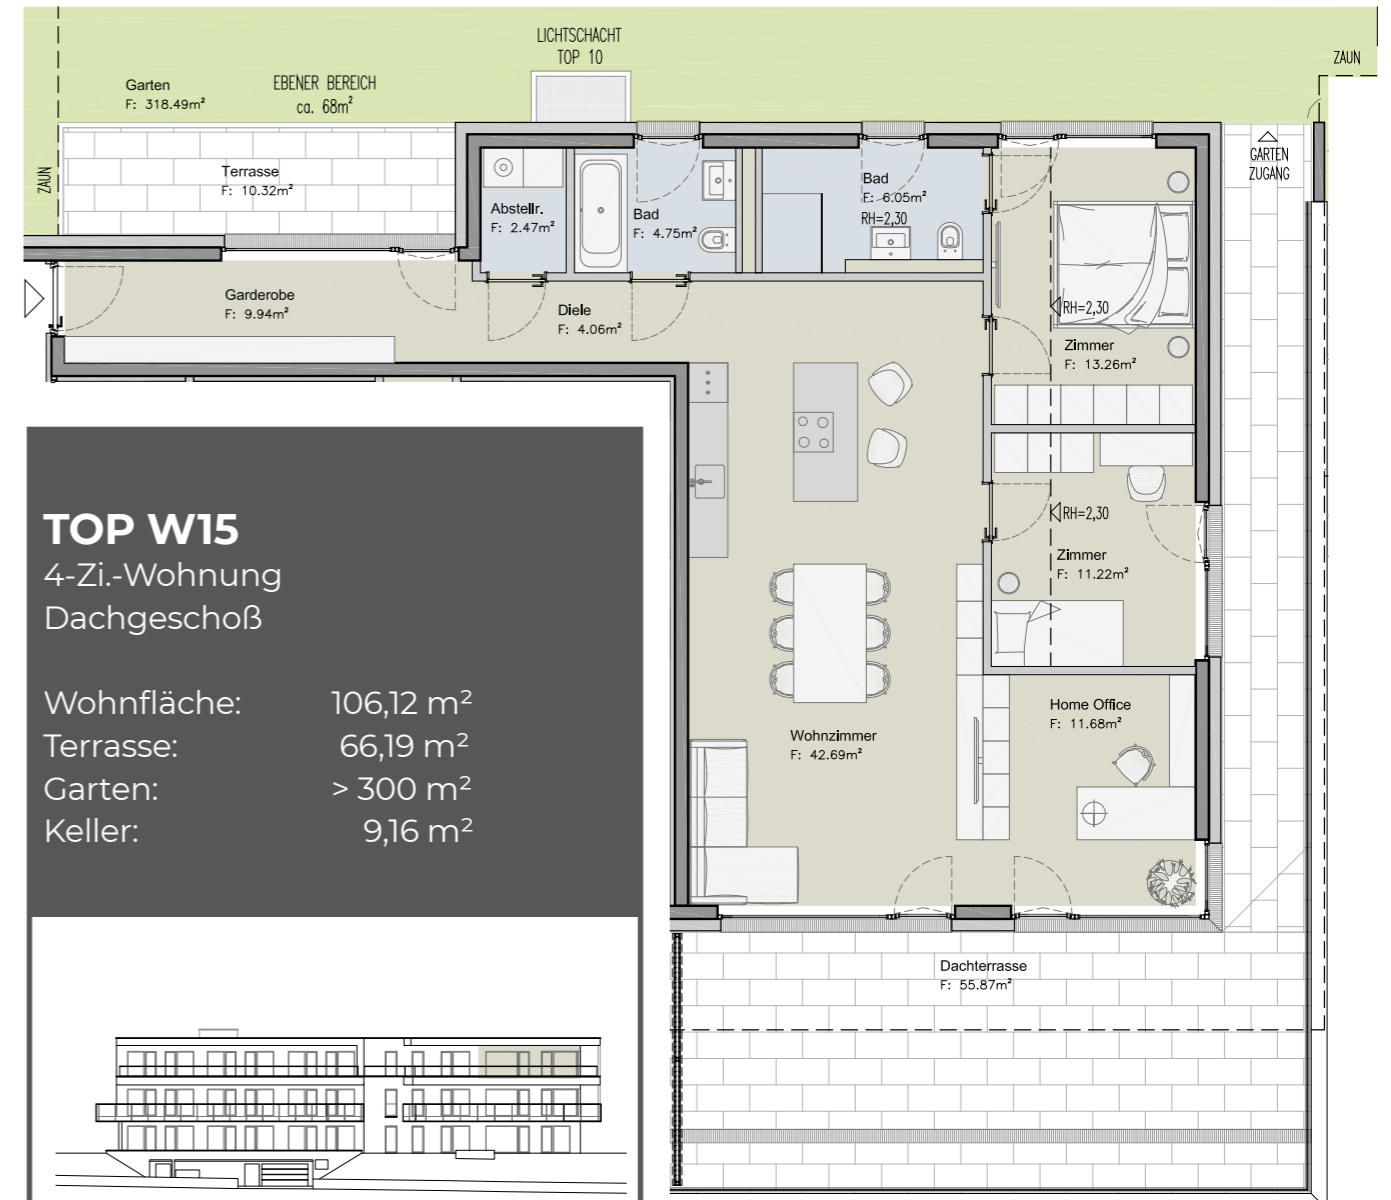 LICHTSCHACHT
TOP 10
ZAUN
Garten
F: 318.49m²
EBENER BEREICH
ca. 68m²
ZAUN
Terrasse
F: 10.32m²
GARTEN
ZUGANG
Abstellr.
F: 2.47m²
Bad
F: 4.75m²
Bad
F: 6.05m²
RH=2,30
Garderobe
F: 9.94m²
Diele
F: 4.06m²
RH=2,30
Zimmer
F: 13.26m²
RH=2,30
Zimmer
F: 11.22m²
Home Office
F: 11.68m²
Wohnzimmer
F: 42.69m²
Dachterrasse
F: 55.87m²
TOP W15
4-Zi.-Wohnung
Dachgeschoß
Wohnfläche: 106,12 m²
Terrasse: 66,19 m²
Garten: > 300 m²
Keller: 9,16 m²